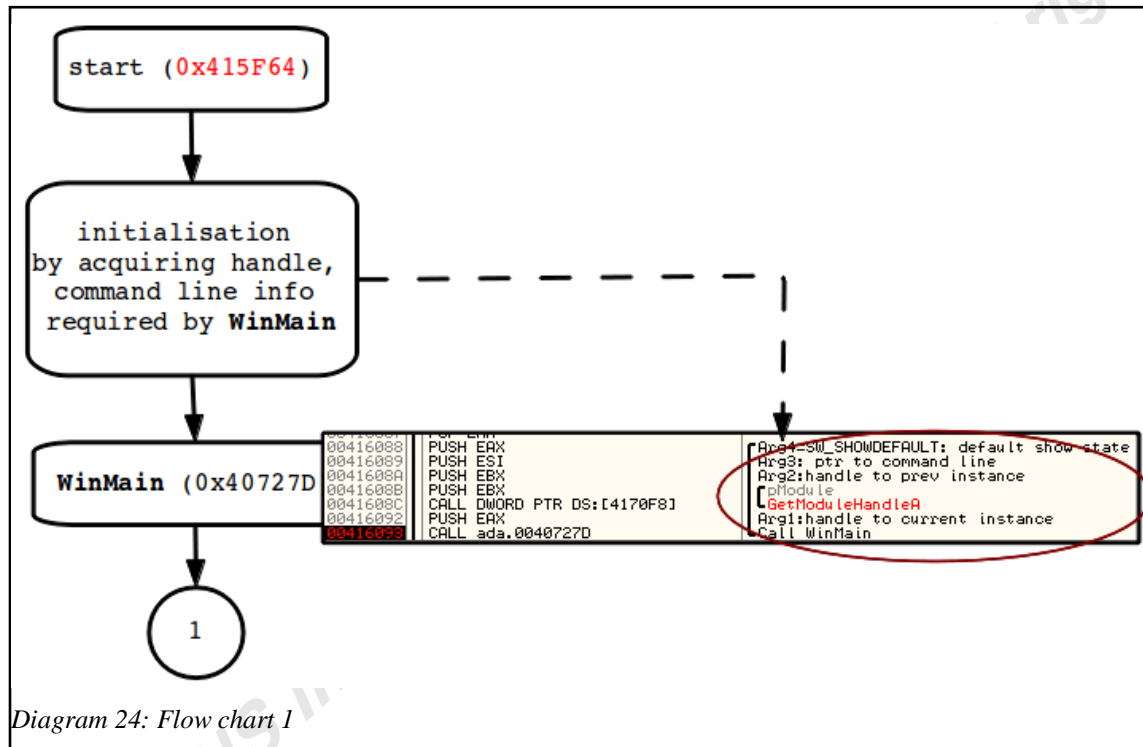 start (0x415F64)
initialisation
by acquiring handle,
command line info
required by WinMain
WinMain (0x40727D
00416088 PUSH EAX Arg4=SW_SHOWDEFAULT: default show state
00416089 PUSH ESI Arg3: ptr to command line
0041608A PUSH EBX Arg2:handle to prev instance
0041608B PUSH EBX pModule
0041608C CALL DWORD PTR DS:[4170F8] GetModuleHandleA
00416092 PUSH EAX Arg1:handle to current instance
00416093 CALL ada.0040727D Call WinMain
1
Diagram 24: Flow chart 1